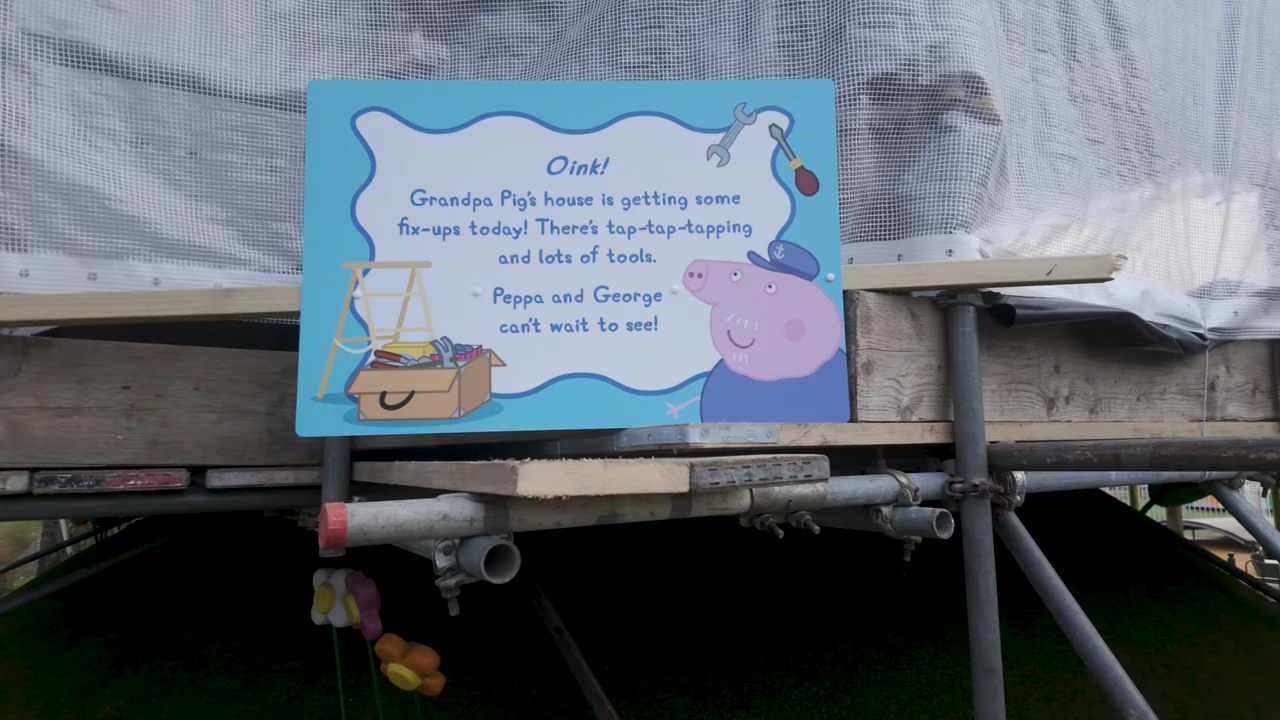 Oink!
Grandpa Pig's house is getting some
fix-ups today! There's tap-tap-tapping
and lots of tools.
Peppa and George
can't wait to see!